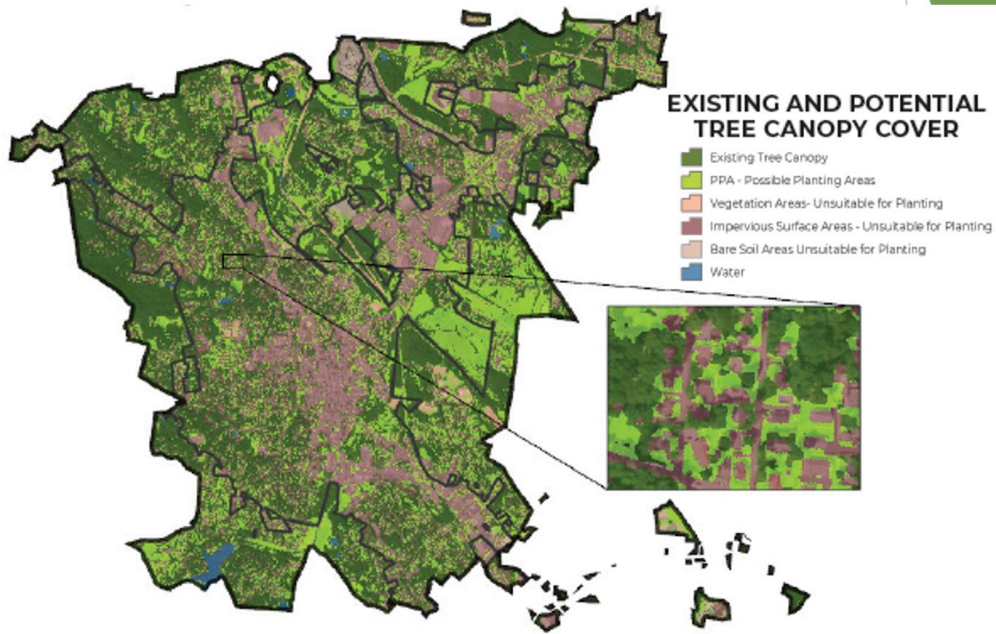 EXISTING AND POTENTIAL
TREE CANOPY COVER
Existing Tree Canopy
PPA - Possible Planting Areas
Vegetation Areas- Unsuitable for Planting
Impervious Surface Areas - Unsuitable for Planting
Bare Soil Areas Unsuitable for Planting
Water